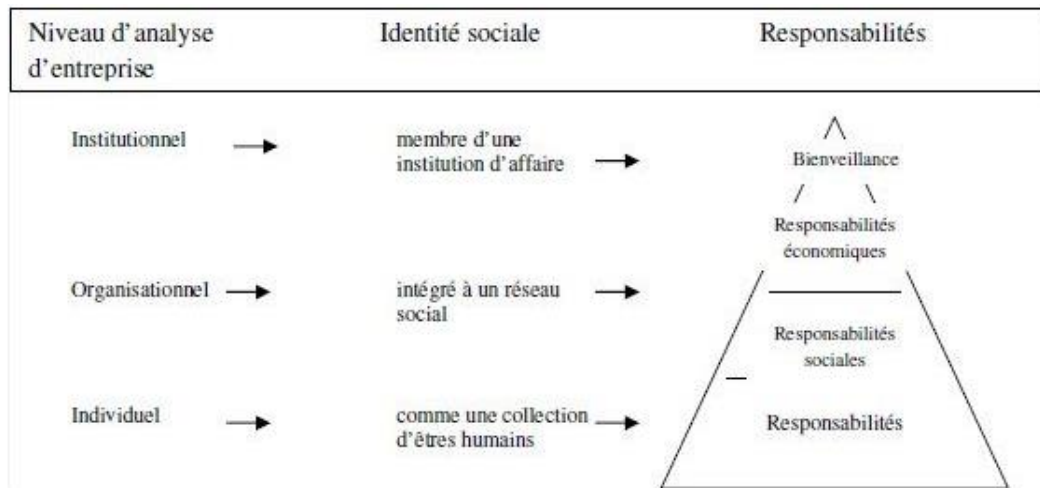 Niveau d'analyse
d'entreprise
Identité sociale
Responsabilités
Institutionnel
membre d'une
institution d'affaire
Bienveillance
Responsabilités
économiques
Organisationnel
intégré à un réseau
social
Responsabilités
sociales
Individuel
comme une collection
d'êtres humains
Responsabilités